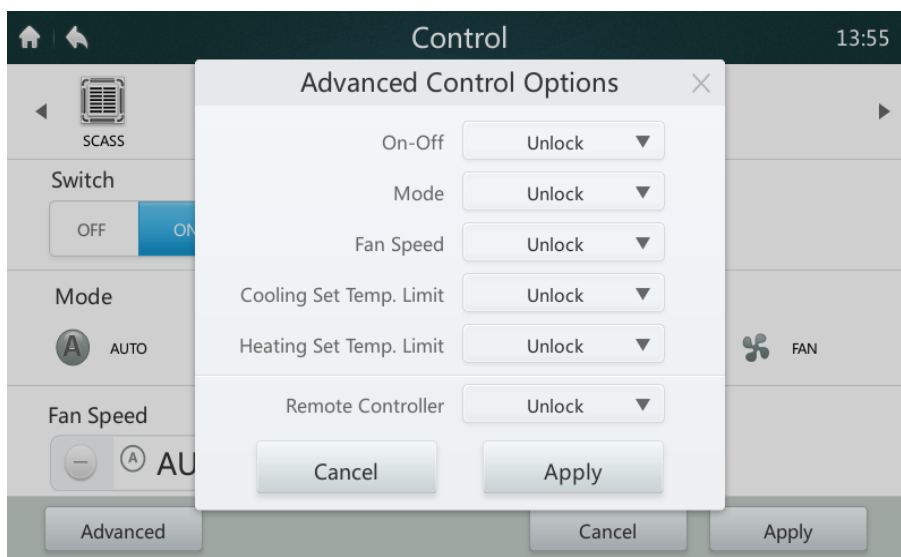 Control
13:55
Advanced Control Options
SCASS
On-Off Unlock
Mode Unlock
Fan Speed Unlock
Cooling Set Temp. Limit Unlock
Heating Set Temp. Limit Unlock
Remote Controller Unlock
Cancel Apply
Switch
OFF ON
Mode
A AUTO
FAN
Fan Speed
A AU
Advanced Cancel Apply